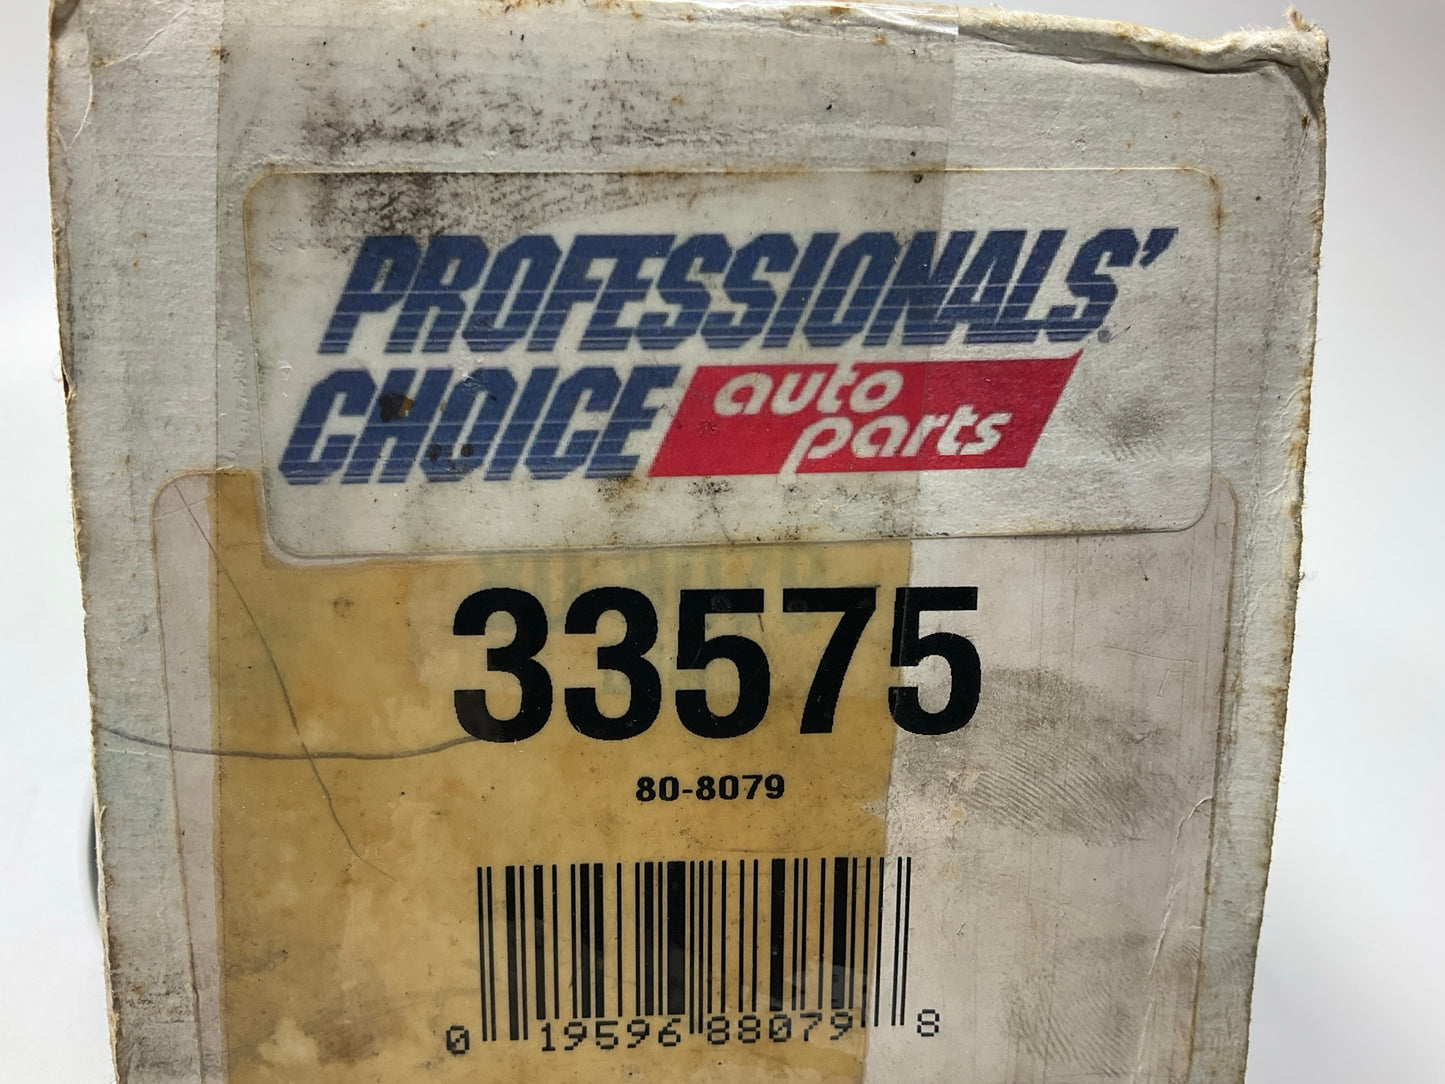 PROFESSIONALS'
CHOICE auto parts
33575
80-8079
0 19596 88079 8